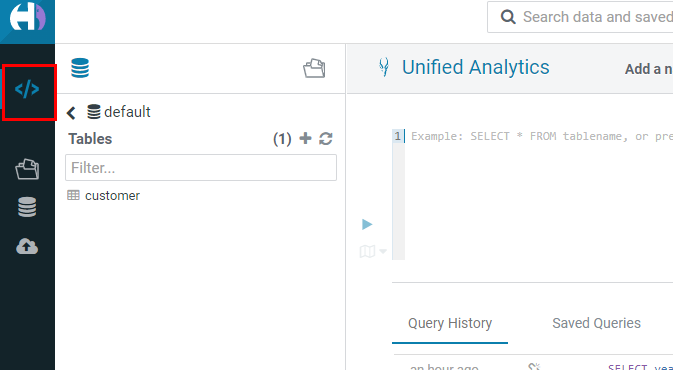 Search data and saved
Unified Analytics
Add a n
default
Tables (1)
Filter...
customer
1 Example: SELECT * FROM tablename, or pre
Query History Saved Queries
an hour ago SELECT yea